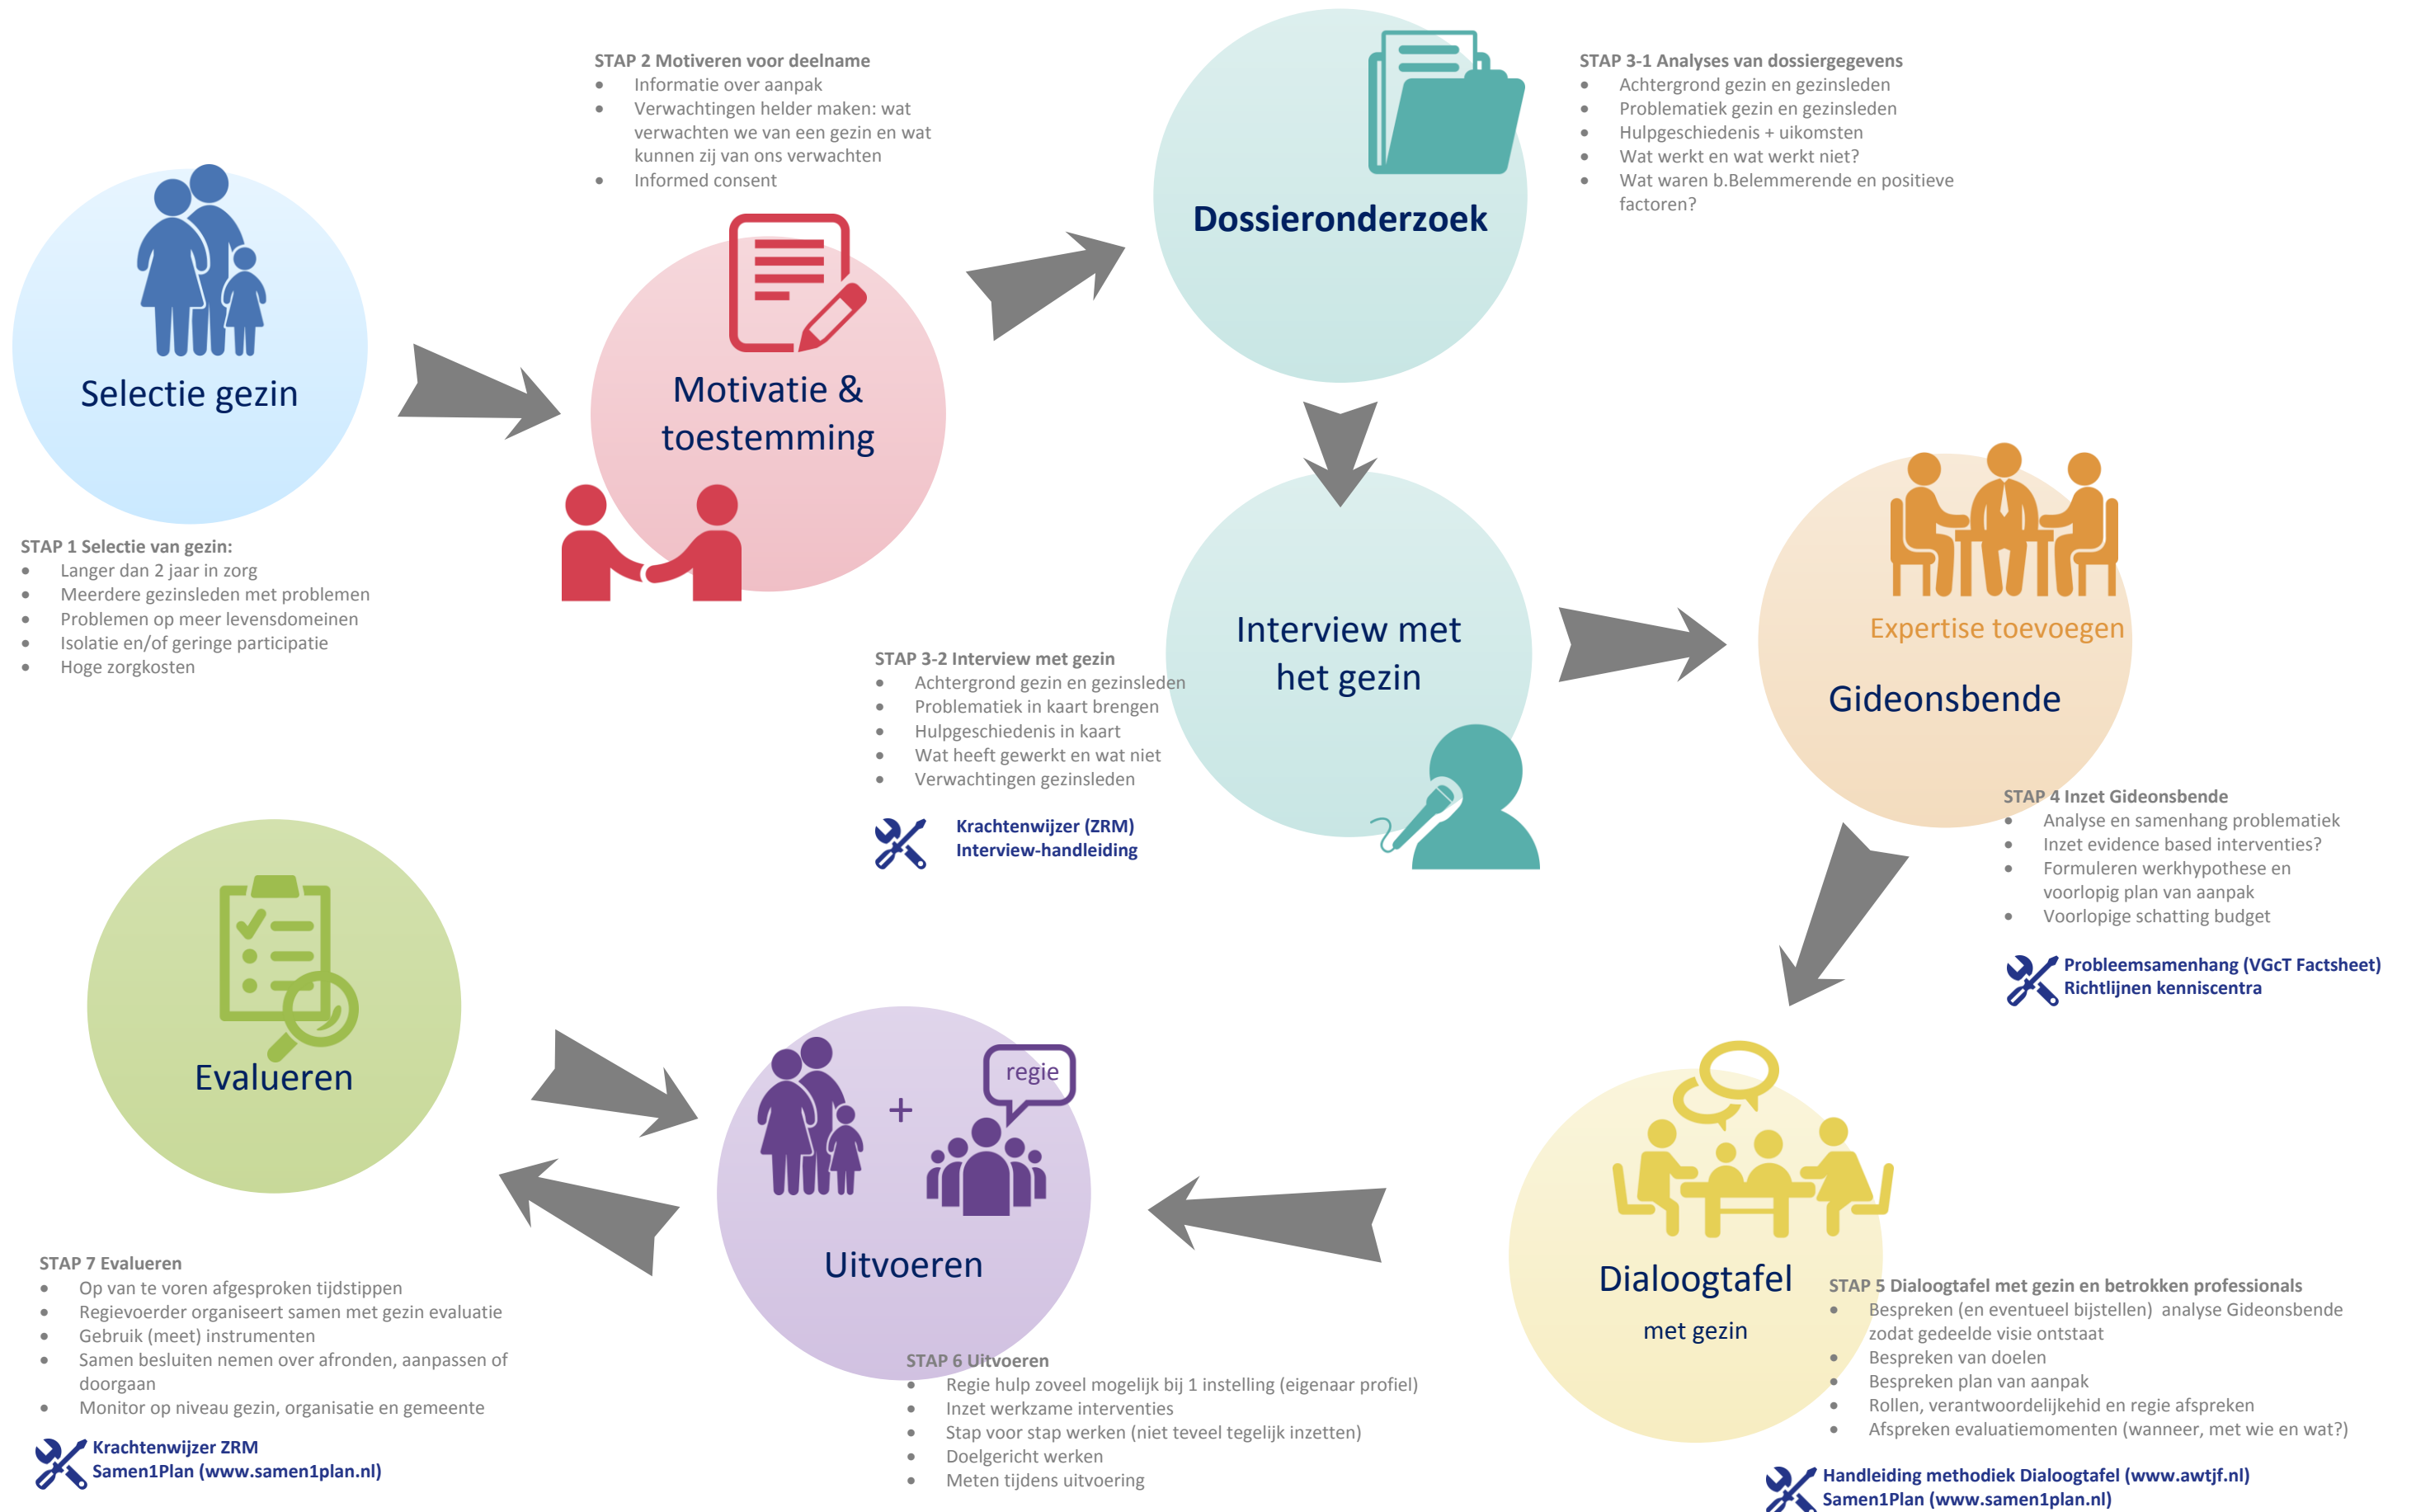 STAP 2 Motiveren voor deelname
• Informatie over aanpak
• Verwachtingen helder maken: wat
verwachten we van een gezin en wat
kunnen zij van ons verwachten
• Informed consent
STAP 3-1 Analyses van dossiergegevens
• Achtergrond gezin en gezinsleden
• Problematiek gezin en gezinsleden
• Hulpgeschiedenis + uikomsten
• Wat werkt en wat werkt niet?
• Wat waren b.Belemmerende en positieve
factoren?
Dossieronderzoek
Selectie gezin
Motivatie &
toestemming
STAP 1 Selectie van gezin:
• Langer dan 2 jaar in zorg
• Meerdere gezinsleden met problemen
• Problemen op meer levensdomeinen
• Isolatie en/of geringe participatie
• Hoge zorgkosten
Interview met
het gezin
STAP 3-2 Interview met gezin
• Achtergrond gezin en gezinsleden
• Problematiek in kaart brengen
• Hulpgeschiedenis in kaart
• Wat heeft gewerkt en wat niet
• Verwachtingen gezinsleden
Krachtenwijzer (ZRM)
Interview-handleiding
Expertise toevoegen
Gideonsbende
STAP 4 Inzet Gideonsbende
• Analyse en samenhang problematiek
• Inzet evidence based interventies?
• Formuleren werkhypothese en
voorlopig plan van aanpak
• Voorlopige schatting budget
Probleemsamenhang (VGcT Factsheet)
Richtlijnen kenniscentra
Dialoogtafel
met gezin
STAP 5 Dialoogtafel met gezin en betrokken professionals
• Bespreken (en eventueel bijstellen) analyse Gideonsbende
zodat gedeelde visie ontstaat
• Bespreken van doelen
• Bespreken plan van aanpak
• Rollen, verantwoordelijkehid en regie afspreken
• Afspreken evaluatiemomenten (wanneer, met wie en wat?)
Handleiding methodiek Dialoogtafel (www.awtjf.nl)
Samen1Plan (www.samen1plan.nl)
regie
+
Uitvoeren
STAP 6 Uitvoeren
• Regie hulp zoveel mogelijk bij 1 instelling (eigenaar profiel)
• Inzet werkzame interventies
• Stap voor stap werken (niet teveel tegelijk inzetten)
• Doelgericht werken
• Meten tijdens uitvoering
Evalueren
STAP 7 Evalueren
• Op van te voren afgesproken tijdstippen
• Regievoerder organiseert samen met gezin evaluatie
• Gebruik (meet) instrumenten
• Samen besluiten nemen over afronden, aanpassen of
doorgaan
• Monitor op niveau gezin, organisatie en gemeente
Krachtenwijzer ZRM
Samen1Plan (www.samen1plan.nl)